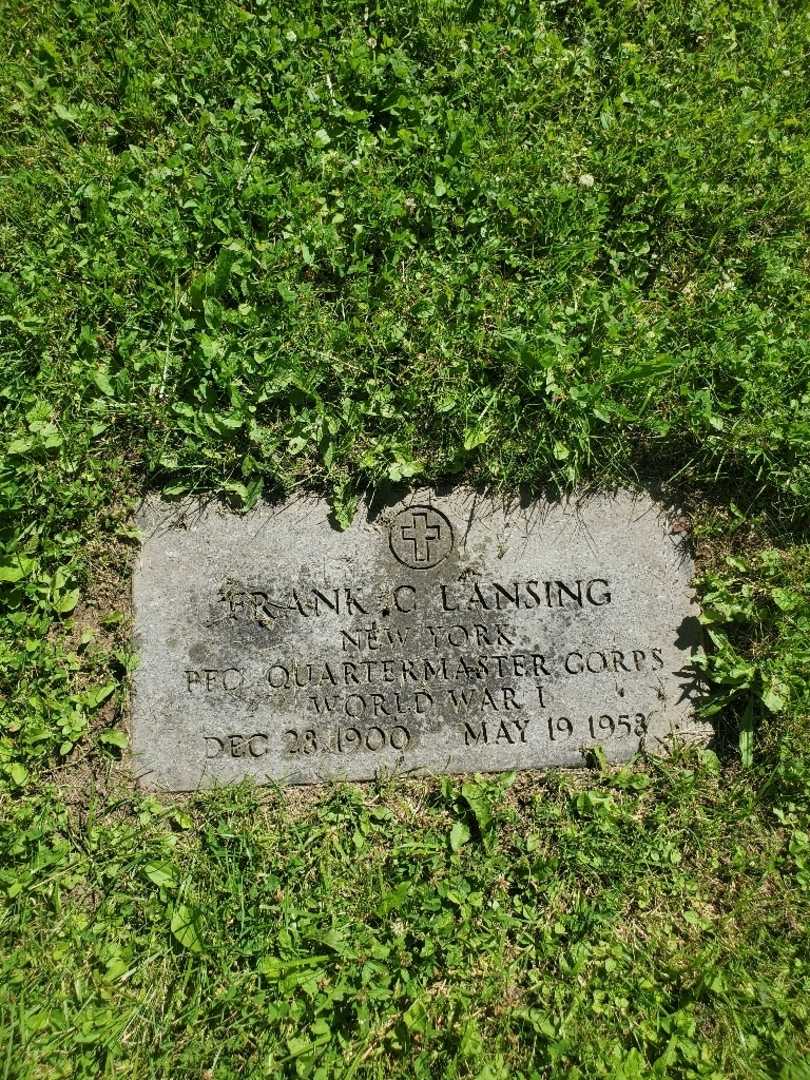 FRANK C LANSING
NEW YORK
PFC QUARTERMASTER CORPS
WORLD WAR I
DEC 28 1900 MAY 19 1958